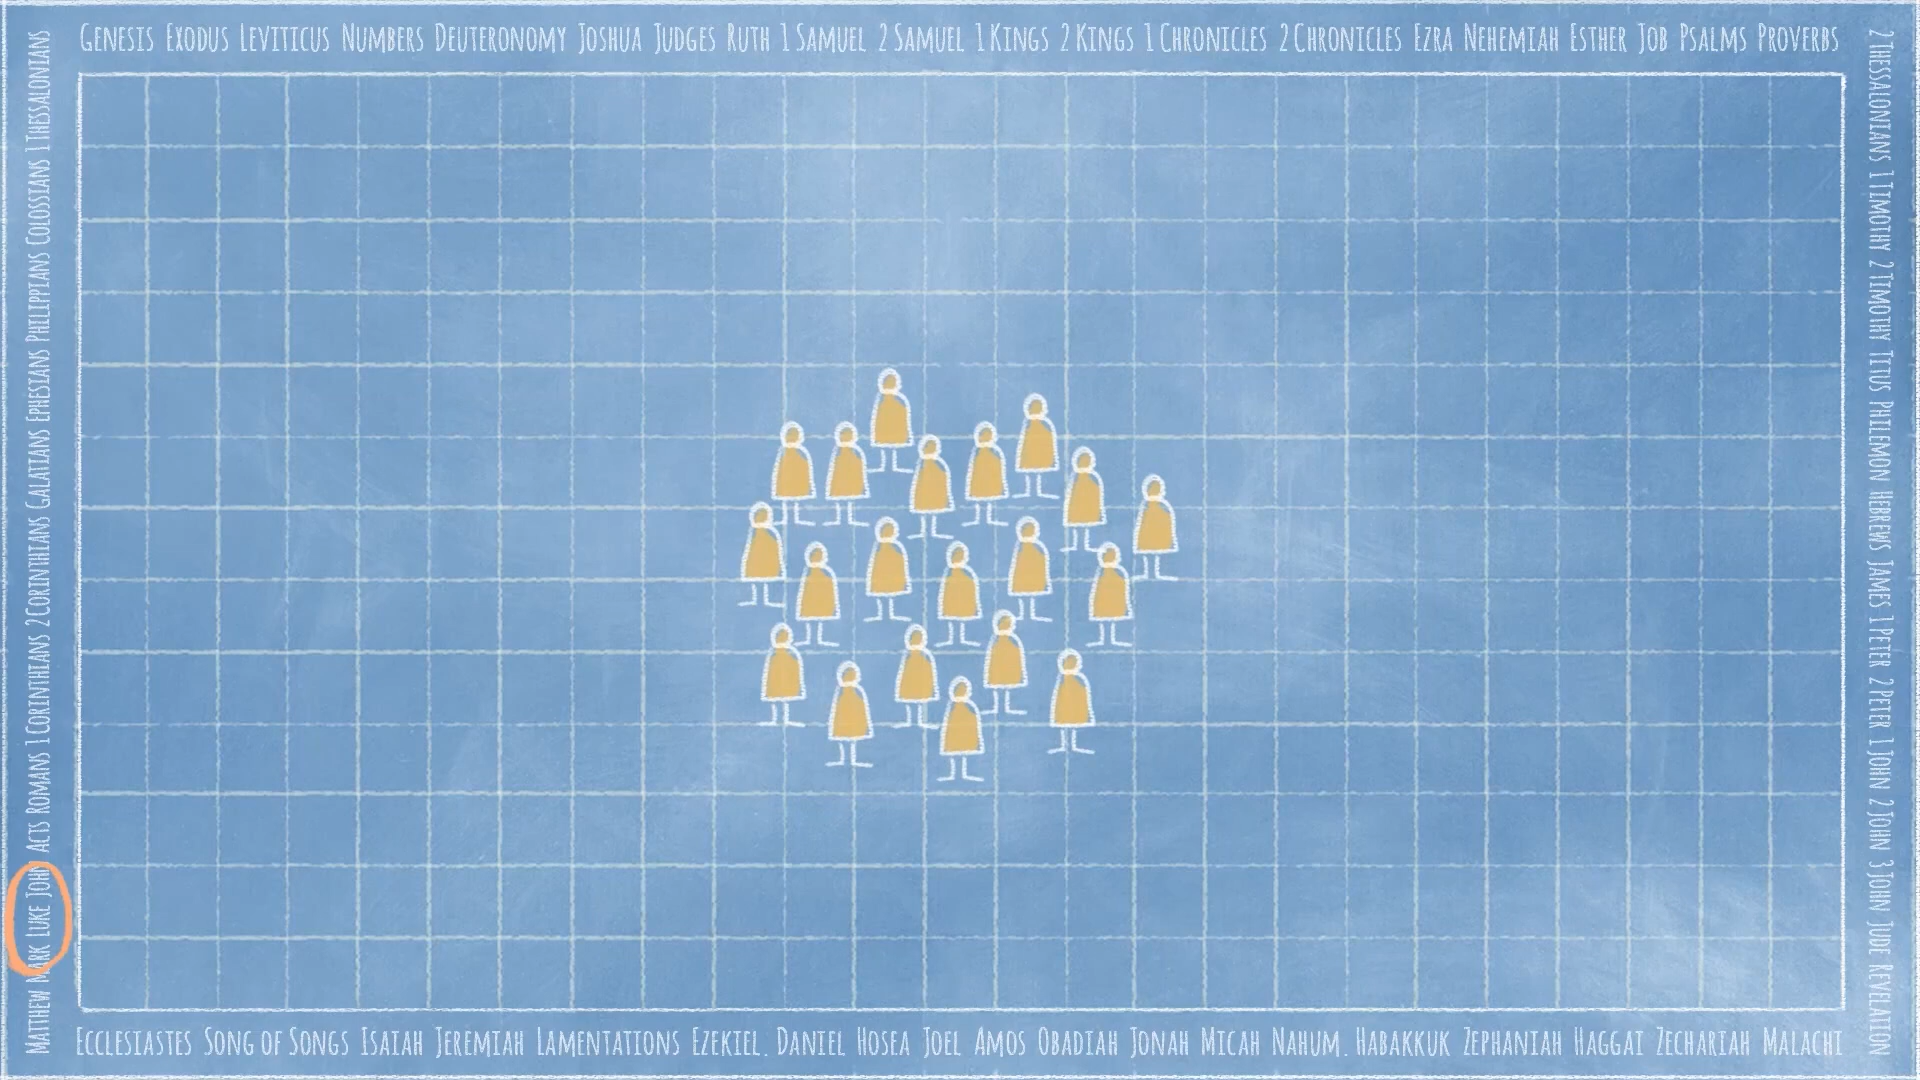 Genesis Exodus Leviticus Numbers Deuteronomy Joshua Judges Ruth 1 Samuel 2 Samuel 1 Kings 2 Kings 1 Chronicles 2 Chronicles Ezra Nehemiah Esther Job Psalms Proverbs
Ecclesiastes Song of Songs Isaiah Jeremiah Lamentations Ezekiel. Daniel Hosea Joel Amos Obadiah Jonah Micah Nahum. Habakkuk Zephaniah Haggai Zechariah Malachi
Matthew Mark Luke John Acts Romans 1 Corinthians 2 Corinthians Galatians Ephesians Philippians Colossians 1 Thessalonians
2 Thessalonians 1 Timothy 2 Timothy Titus Philemon Hebrews James 1 Peter 2 Peter 1 John 2 John 3 John Jude Revelation